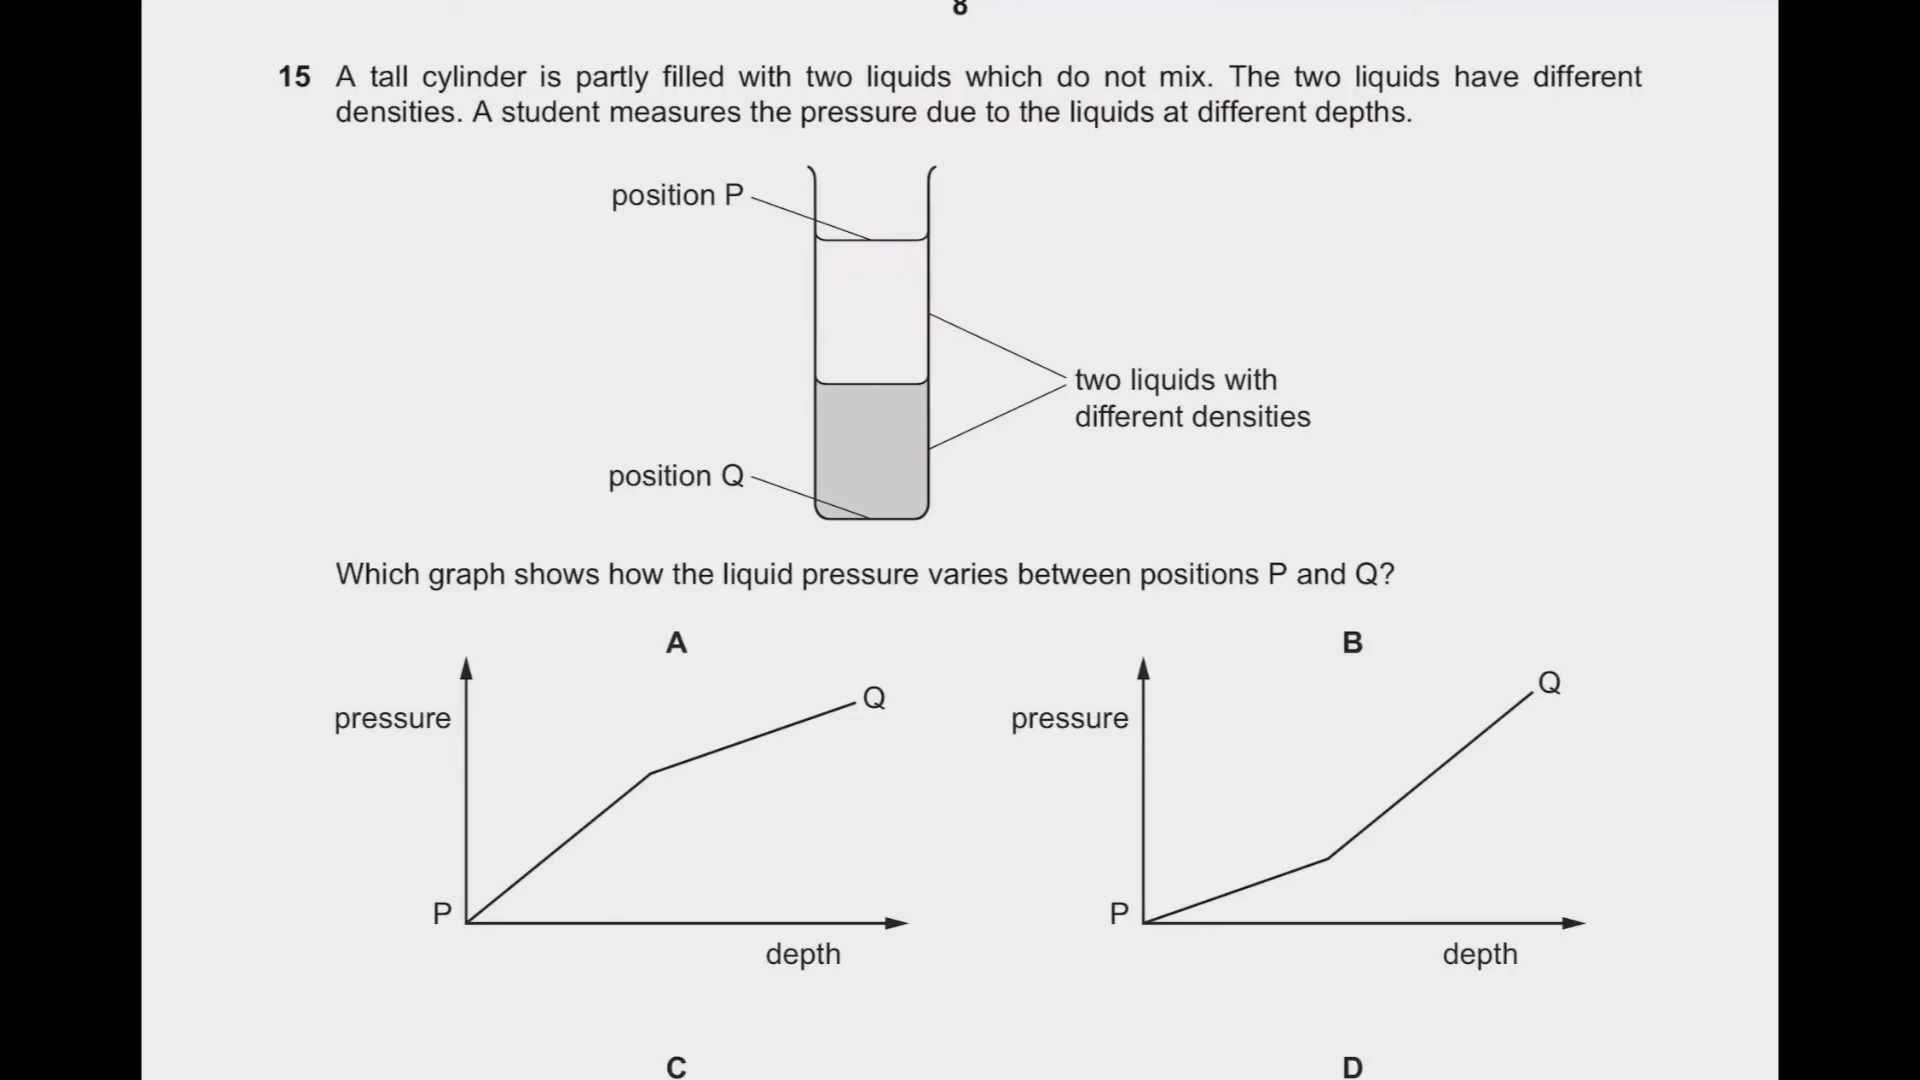 8
15 A tall cylinder is partly filled with two liquids which do not mix. The two liquids have different
densities. A student measures the pressure due to the liquids at different depths.
position P
two liquids with
different densities
position Q
Which graph shows how the liquid pressure varies between positions P and Q?
A
pressure
Q
P
depth
B
pressure
Q
P
depth
C
D